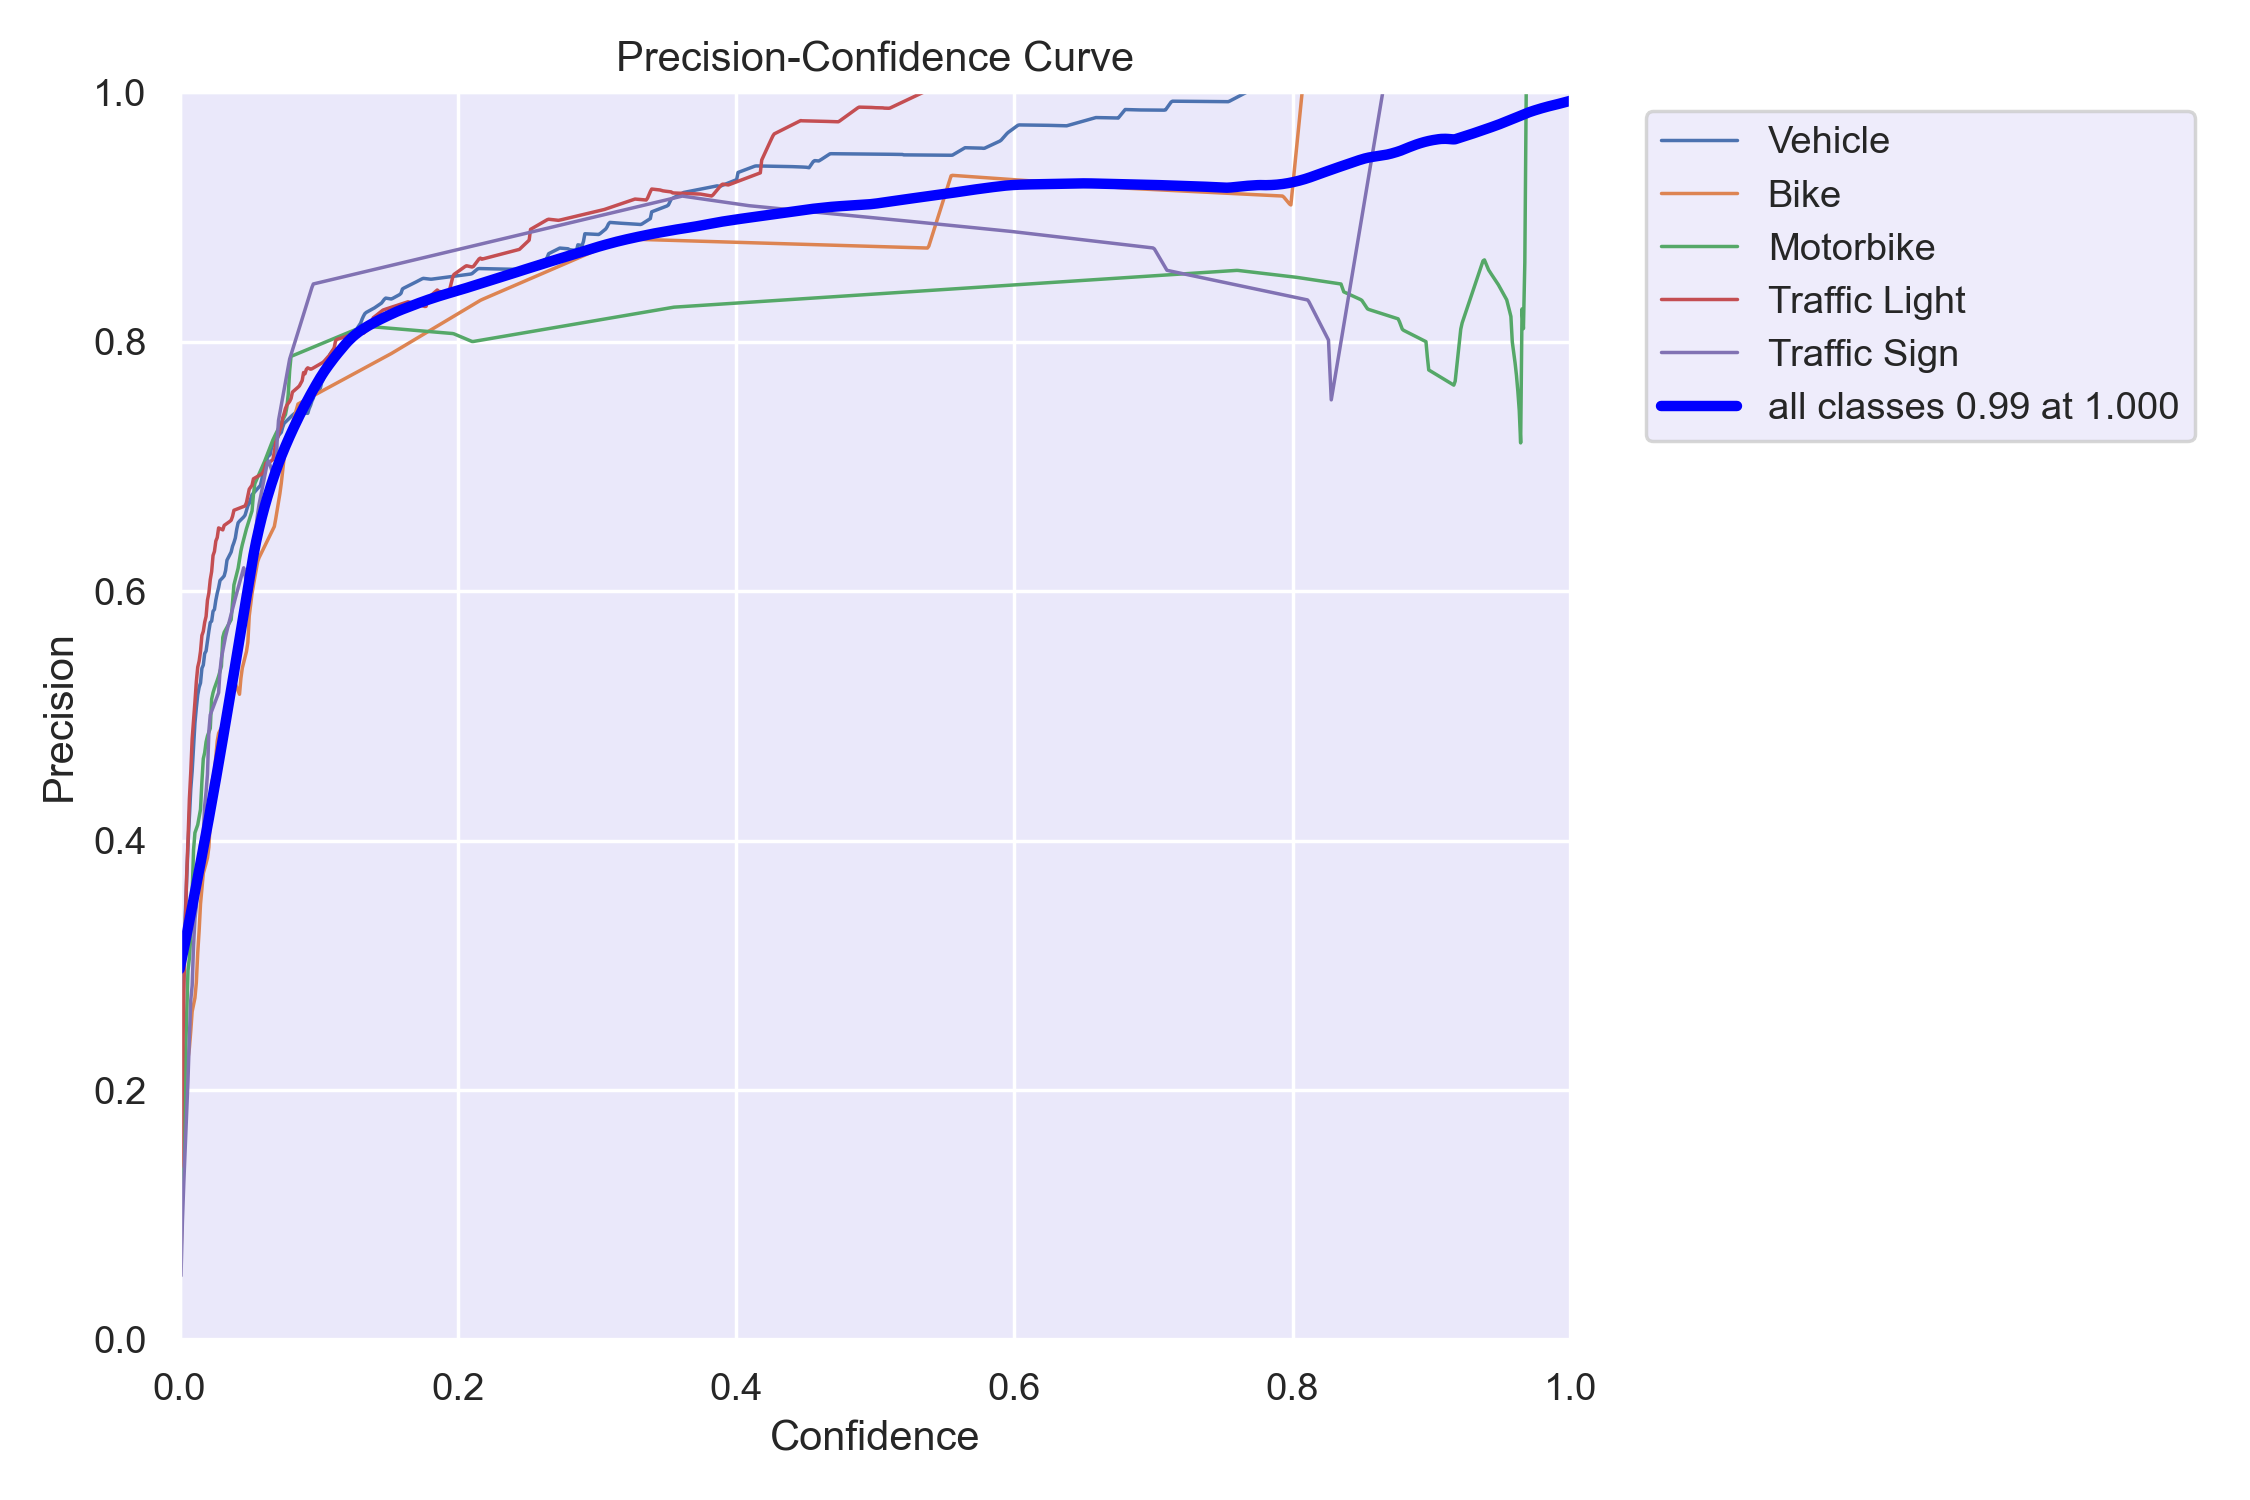 Precision-Confidence Curve
1.0
0.8
0.6
0.4
0.2
0.0
Precision
0.0 0.2 0.4 0.6 0.8 1.0
Confidence
Vehicle
Bike
Motorbike
Traffic Light
Traffic Sign
all classes 0.99 at 1.000